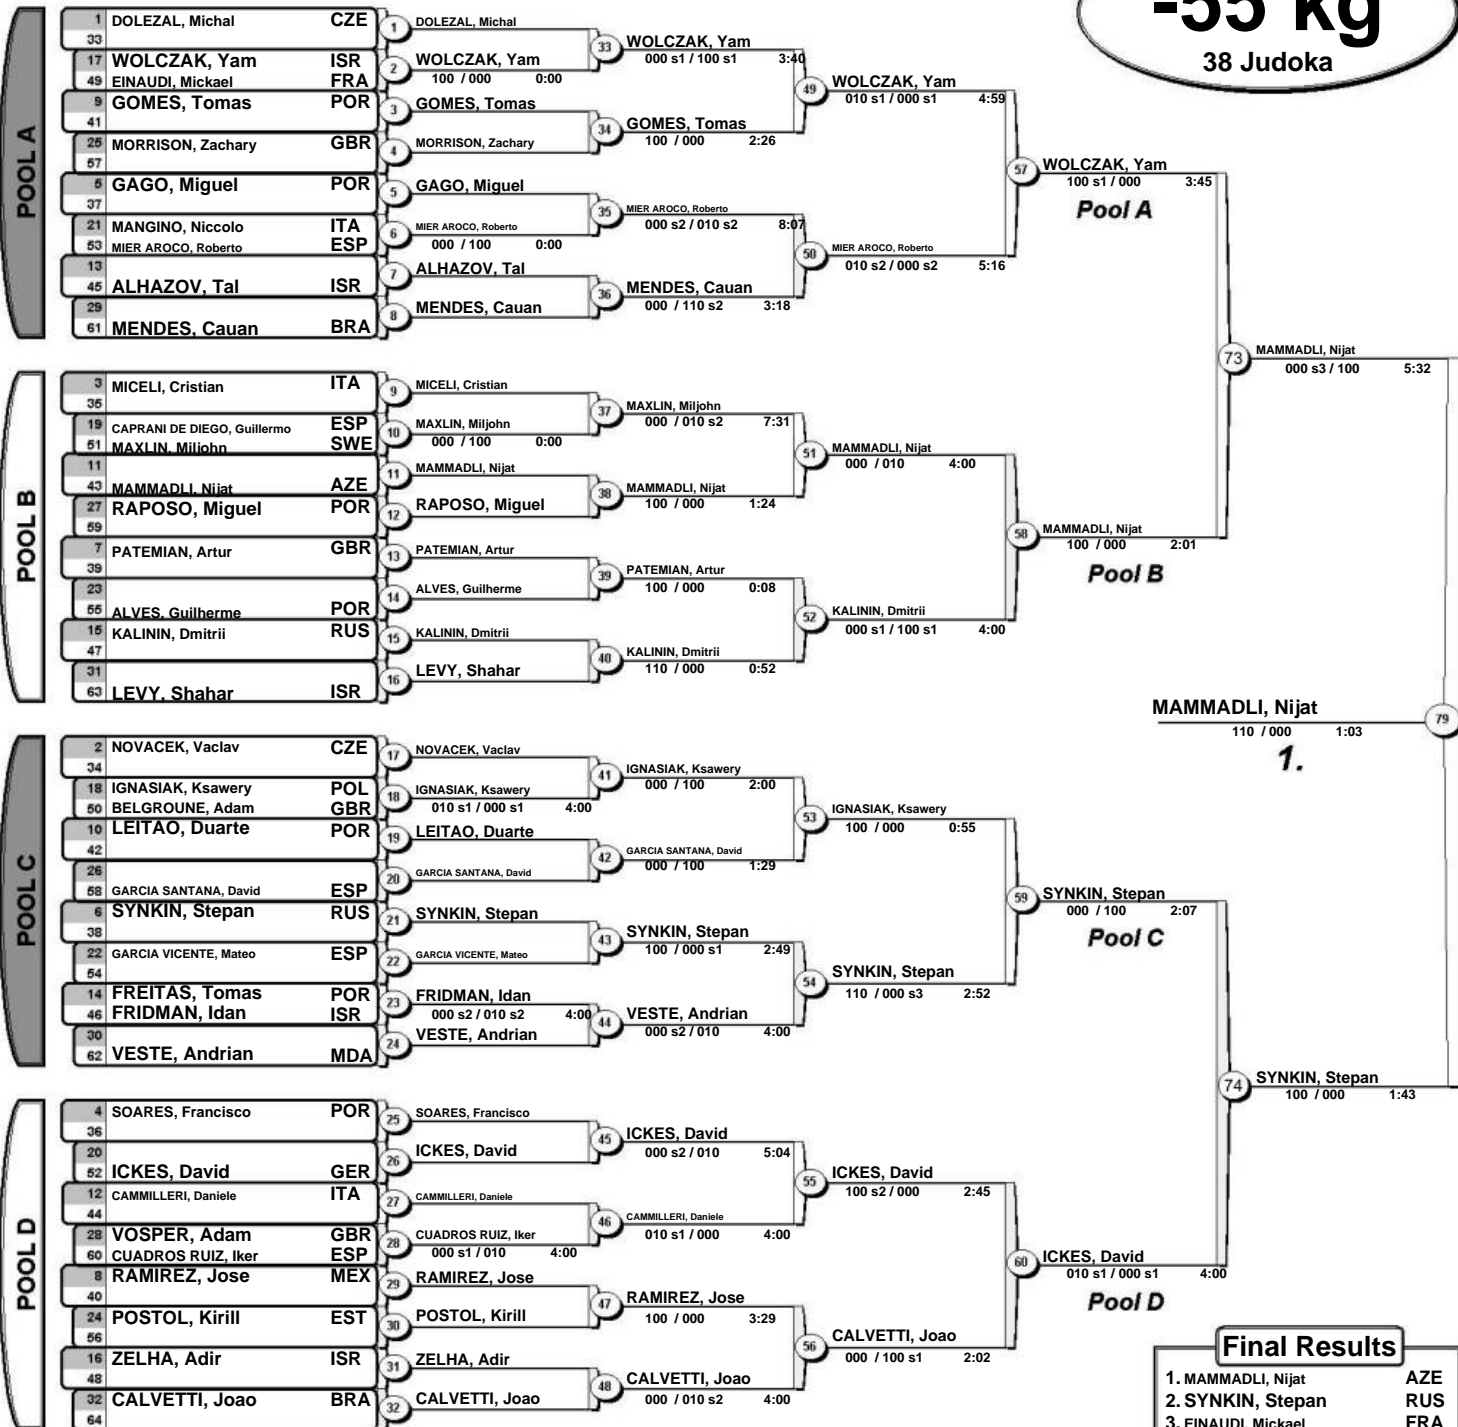 -55 kg
38 Judoka
POOL A
1 DOLEZAL, Michal CZE
33
17 WOLCZAK, Yam ISR
49 EINAUDI, Mickael FRA
9 GOMES, Tomas POR
41
25 MORRISON, Zachary GBR
57
5 GAGO, Miguel POR
37
21 MANGINO, Niccolo ITA
53 MIER AROCO, Roberto ESP
13
45 ALHAZOV, Tal ISR
29
61 MENDES, Cauan BRA
1 DOLEZAL, Michal
2 WOLCZAK, Yam
100 / 000 0:00
3 GOMES, Tomas
4 MORRISON, Zachary
5 GAGO, Miguel
6 MIER AROCO, Roberto
000 / 100 0:00
7 ALHAZOV, Tal
8 MENDES, Cauan
33 WOLCZAK, Yam
000 s1 / 100 s1 3:40
34 GOMES, Tomas
100 / 000 2:26
35 MIER AROCO, Roberto
000 s2 / 010 s2 8:07
36 MENDES, Cauan
000 / 110 s2 3:18
49 WOLCZAK, Yam
010 s1 / 000 s1 4:59
50 MIER AROCO, Roberto
010 s2 / 000 s2 5:16
57 WOLCZAK, Yam
100 s1 / 000 3:45
Pool A
POOL B
3 MICELI, Cristian ITA
35
19 CAPRANI DE DIEGO, Guillermo ESP
51 MAXLIN, Miljohn SWE
11
43 MAMMADLI, Nijat AZE
27 RAPOSO, Miguel POR
59
7 PATEMIAN, Artur GBR
39
23
55 ALVES, Guilherme POR
15 KALININ, Dmitrii RUS
47
31
63 LEVY, Shahar ISR
9 MICELI, Cristian
10 MAXLIN, Miljohn
000 / 100 0:00
11 MAMMADLI, Nijat
12 RAPOSO, Miguel
13 PATEMIAN, Artur
14 ALVES, Guilherme
15 KALININ, Dmitrii
16 LEVY, Shahar
37 MAXLIN, Miljohn
000 / 010 s2 7:31
38 MAMMADLI, Nijat
100 / 000 1:24
39 PATEMIAN, Artur
100 / 000 0:08
40 KALININ, Dmitrii
110 / 000 0:52
51 MAMMADLI, Nijat
000 / 010 4:00
52 KALININ, Dmitrii
000 s1 / 100 s1 4:00
58 MAMMADLI, Nijat
100 / 000 2:01
Pool B
73 MAMMADLI, Nijat
000 s3 / 100 5:32
MAMMADLI, Nijat 79
110 / 000 1:03
1.
POOL C
2 NOVACEK, Vaclav CZE
34
18 IGNASIAK, Ksawery POL
50 BELGROUNE, Adam GBR
10 LEITAO, Duarte POR
42
26
58 GARCIA SANTANA, David ESP
6 SYNKIN, Stepan RUS
38
22 GARCIA VICENTE, Mateo ESP
54
14 FREITAS, Tomas POR
46 FRIDMAN, Idan ISR
30
62 VESTE, Andrian MDA
17 NOVACEK, Vaclav
18 IGNASIAK, Ksawery
010 s1 / 000 s1 4:00
19 LEITAO, Duarte
20 GARCIA SANTANA, David
21 SYNKIN, Stepan
22 GARCIA VICENTE, Mateo
23 FRIDMAN, Idan
000 s2 / 010 s2 4:00
24 VESTE, Andrian
41 IGNASIAK, Ksawery
000 / 100 2:00
42 GARCIA SANTANA, David
000 / 100 1:29
43 SYNKIN, Stepan
100 / 000 s1 2:49
44 VESTE, Andrian
000 s2 / 010 4:00
53 IGNASIAK, Ksawery
100 / 000 0:55
54 SYNKIN, Stepan
110 / 000 s3 2:52
59 SYNKIN, Stepan
000 / 100 2:07
Pool C
74 SYNKIN, Stepan
100 / 000 1:43
POOL D
4 SOARES, Francisco POR
36
20
52 ICKES, David GER
12 CAMMILLERI, Daniele ITA
44
28 VOSPER, Adam GBR
60 CUADROS RUIZ, Iker ESP
8 RAMIREZ, Jose MEX
40
24 POSTOL, Kirill EST
56
16 ZELHA, Adir ISR
48
32 CALVETTI, Joao BRA
64
25 SOARES, Francisco
26 ICKES, David
27 CAMMILLERI, Daniele
28 CUADROS RUIZ, Iker
000 s1 / 010 4:00
29 RAMIREZ, Jose
30 POSTOL, Kirill
31 ZELHA, Adir
32 CALVETTI, Joao
45 ICKES, David
000 s2 / 010 5:04
46 CAMMILLERI, Daniele
010 s1 / 000 4:00
47 RAMIREZ, Jose
100 / 000 3:29
48 CALVETTI, Joao
000 / 010 s2 4:00
55 ICKES, David
100 s2 / 000 2:45
56 CALVETTI, Joao
000 / 100 s1 2:02
60 ICKES, David
010 s1 / 000 s1 4:00
Pool D
Final Results
1. MAMMADLI, Nijat AZE
2. SYNKIN, Stepan RUS
3. EINAUDI, Mickael FRA